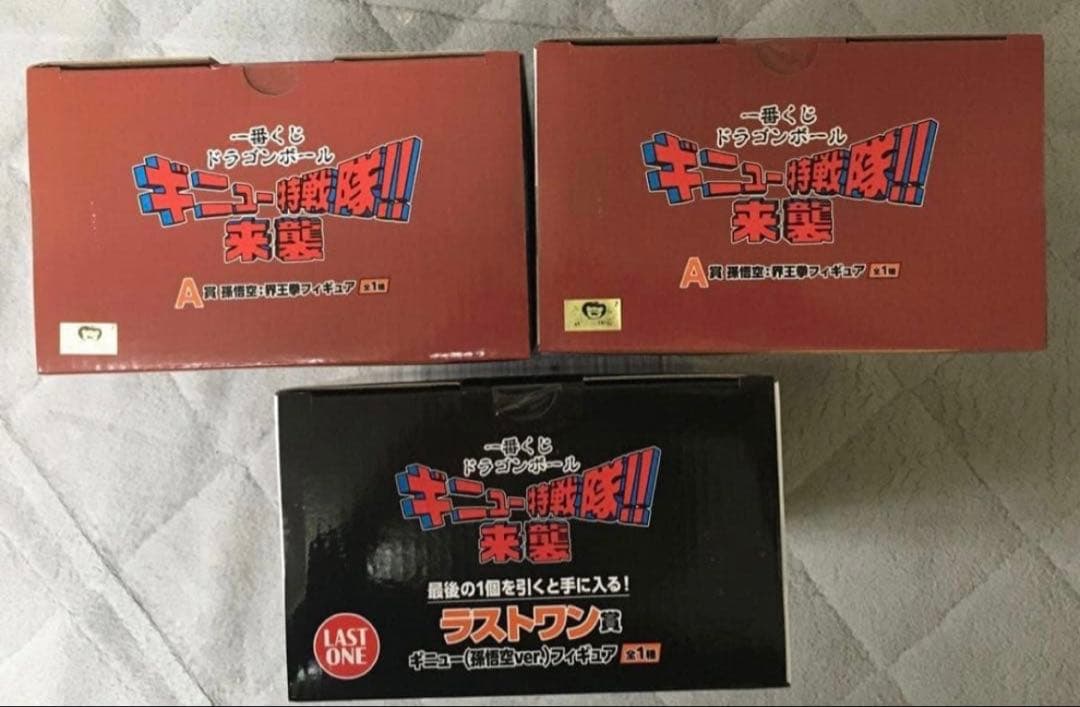 一番くじ
ドラゴンボール
ギニュー特戦隊!!
来襲
A賞 孫悟空:界王拳フィギュア 全1種
一番くじ
ドラゴンボール
ギニュー特戦隊!!
来襲
A賞 孫悟空:界王拳フィギュア 全1種
一番くじ
ドラゴンボール
ギニュー特戦隊!!
来襲
最後の1個を引くと手に入る!
ラストワン賞
LAST
ONE
ギニュー(孫悟空ver.)フィギュア 全1種